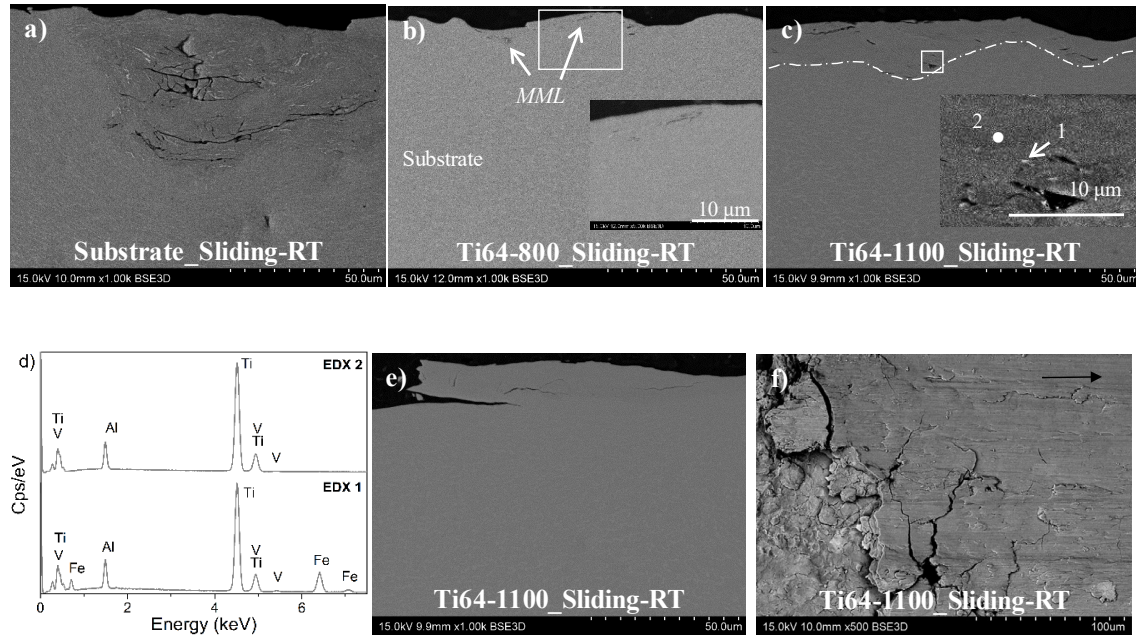 a)
Substrate_Sliding-RT
15.0kV 10.0mm x1.00k BSE3D
50.0um
b)
MML
Substrate
10 μm
Ti64-800_Sliding-RT
15.0kV 12.0mm x1.00k BSE3D
50.0um
c)
2
1
10 μm
Ti64-1100_Sliding-RT
15.0kV 9.9mm x1.00k BSE3D
50.0um
d)
EDX 2
Ti
Ti
V
Al
V
Ti
V
EDX 1
Ti
Ti
V
Fe
Al
V
Ti
V
Fe
Fe
Cps/eV
0
2
4
6
Energy (keV)
e)
Ti64-1100_Sliding-RT
15.0kV 9.9mm x1.00k BSE3D
50.0um
f)
Ti64-1100_Sliding-RT
15.0kV 10.0mm x500 BSE3D
100um